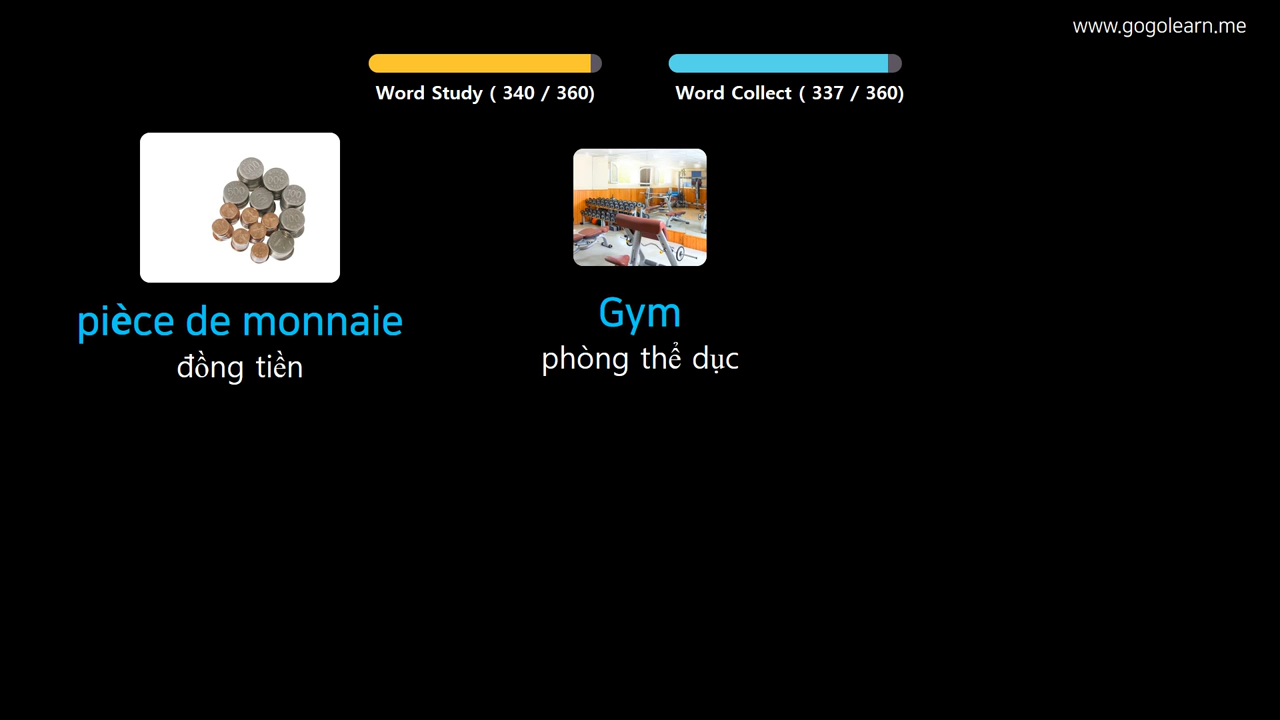 www.gogolearn.me
Word Study ( 340 / 360)
Word Collect ( 337 / 360)
pièce de monnaie
đồng tiền
Gym
phòng thể dục